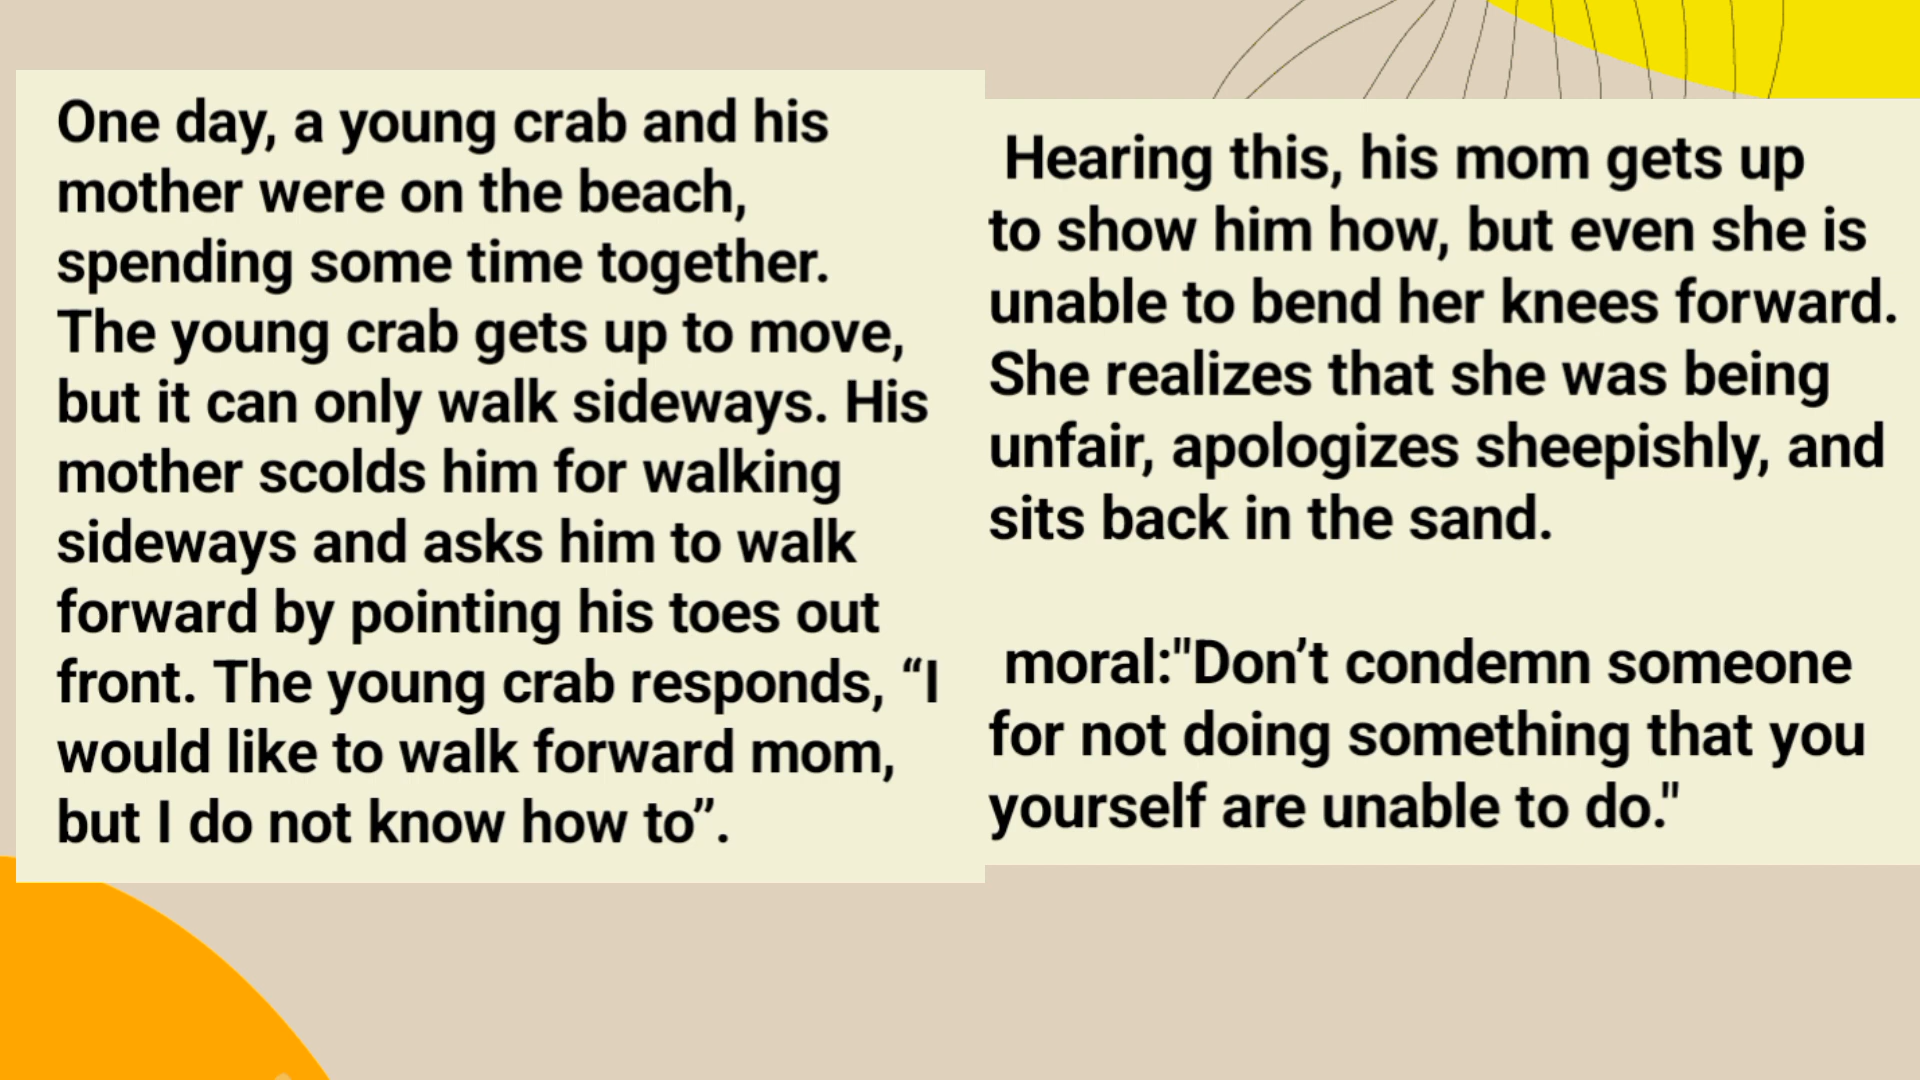 One day, a young crab and his
mother were on the beach,
spending some time together.
The young crab gets up to move,
but it can only walk sideways. His
mother scolds him for walking
sideways and asks him to walk
forward by pointing his toes out
front. The young crab responds, “I
would like to walk forward mom,
but I do not know how to”.
Hearing this, his mom gets up
to show him how, but even she is
unable to bend her knees forward.
She realizes that she was being
unfair, apologizes sheepishly, and
sits back in the sand.
moral:"Don’t condemn someone
for not doing something that you
yourself are unable to do."